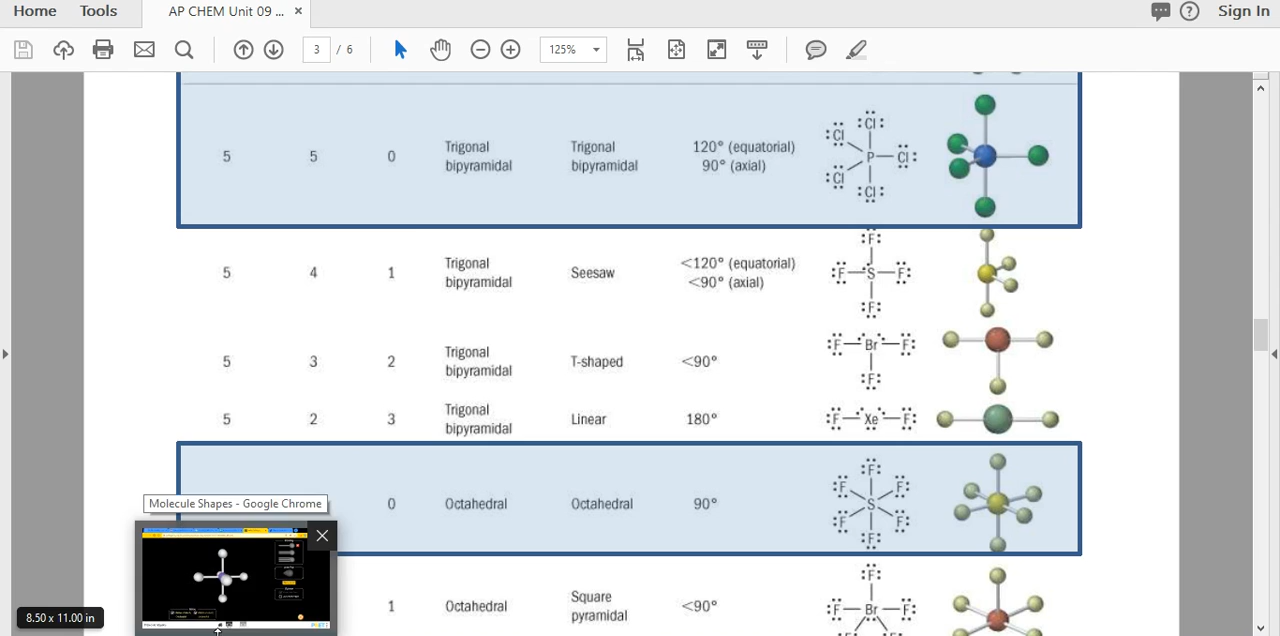 Home Tools AP CHEM Unit 09 ... × Sign In
3 / 6 125%
5 5 0 Trigonal bipyramidal Trigonal bipyramidal 120° (equatorial) 90° (axial)
:Cl: :Cl :Cl P Cl: :Cl:
5 4 1 Trigonal bipyramidal Seesaw <120° (equatorial) <90° (axial)
:F: :F—S—F: :F:
5 3 2 Trigonal bipyramidal T-shaped <90°
:F—Br—F: :F:
5 2 3 Trigonal bipyramidal Linear 180°
:F—Xe—F:
0 Octahedral Octahedral 90°
:F: :F F: S :F F: :F:
Molecule Shapes - Google Chrome
1 Octahedral Square pyramidal <90°
:F: :F—Br—F:
8.50 x 11.00 in